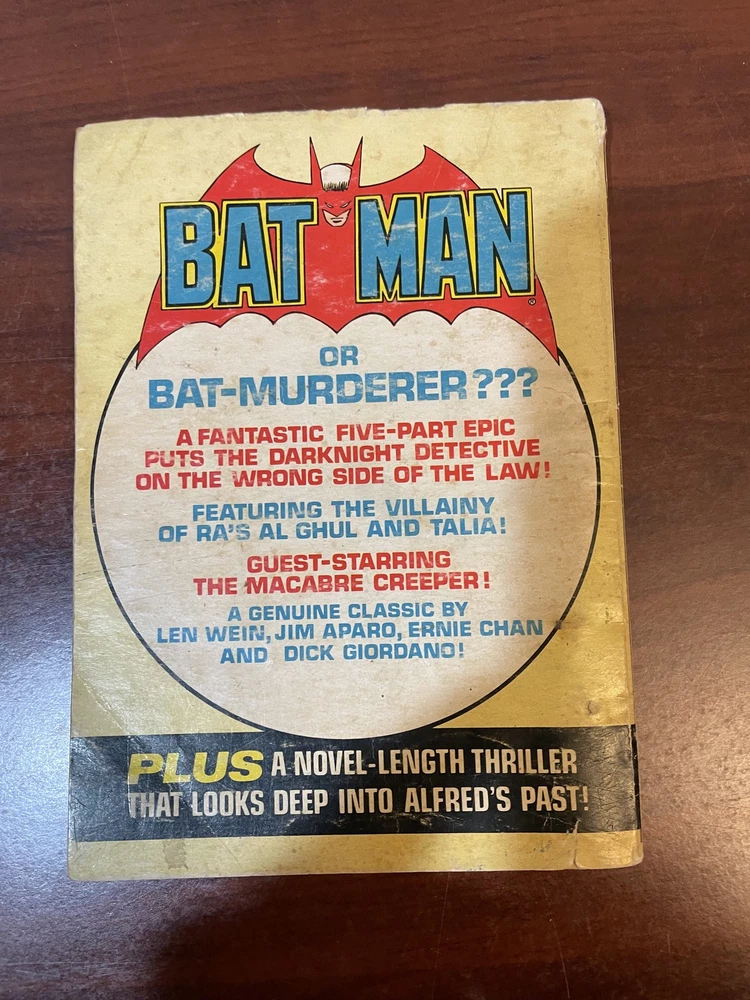 BATMAN
OR
BAT-MURDERER???
A FANTASTIC FIVE-PART EPIC
PUTS THE DARKNIGHT DETECTIVE
ON THE WRONG SIDE OF THE LAW!
FEATURING THE VILLAINY
OF RA'S AL GHUL AND TALIA!
GUEST-STARRING
THE MACABRE CREEPER!
A GENUINE CLASSIC BY
LEN WEIN, JIM APARO, ERNIE CHAN
AND DICK GIORDANO!
PLUS A NOVEL-LENGTH THRILLER
THAT LOOKS DEEP INTO ALFRED'S PAST!